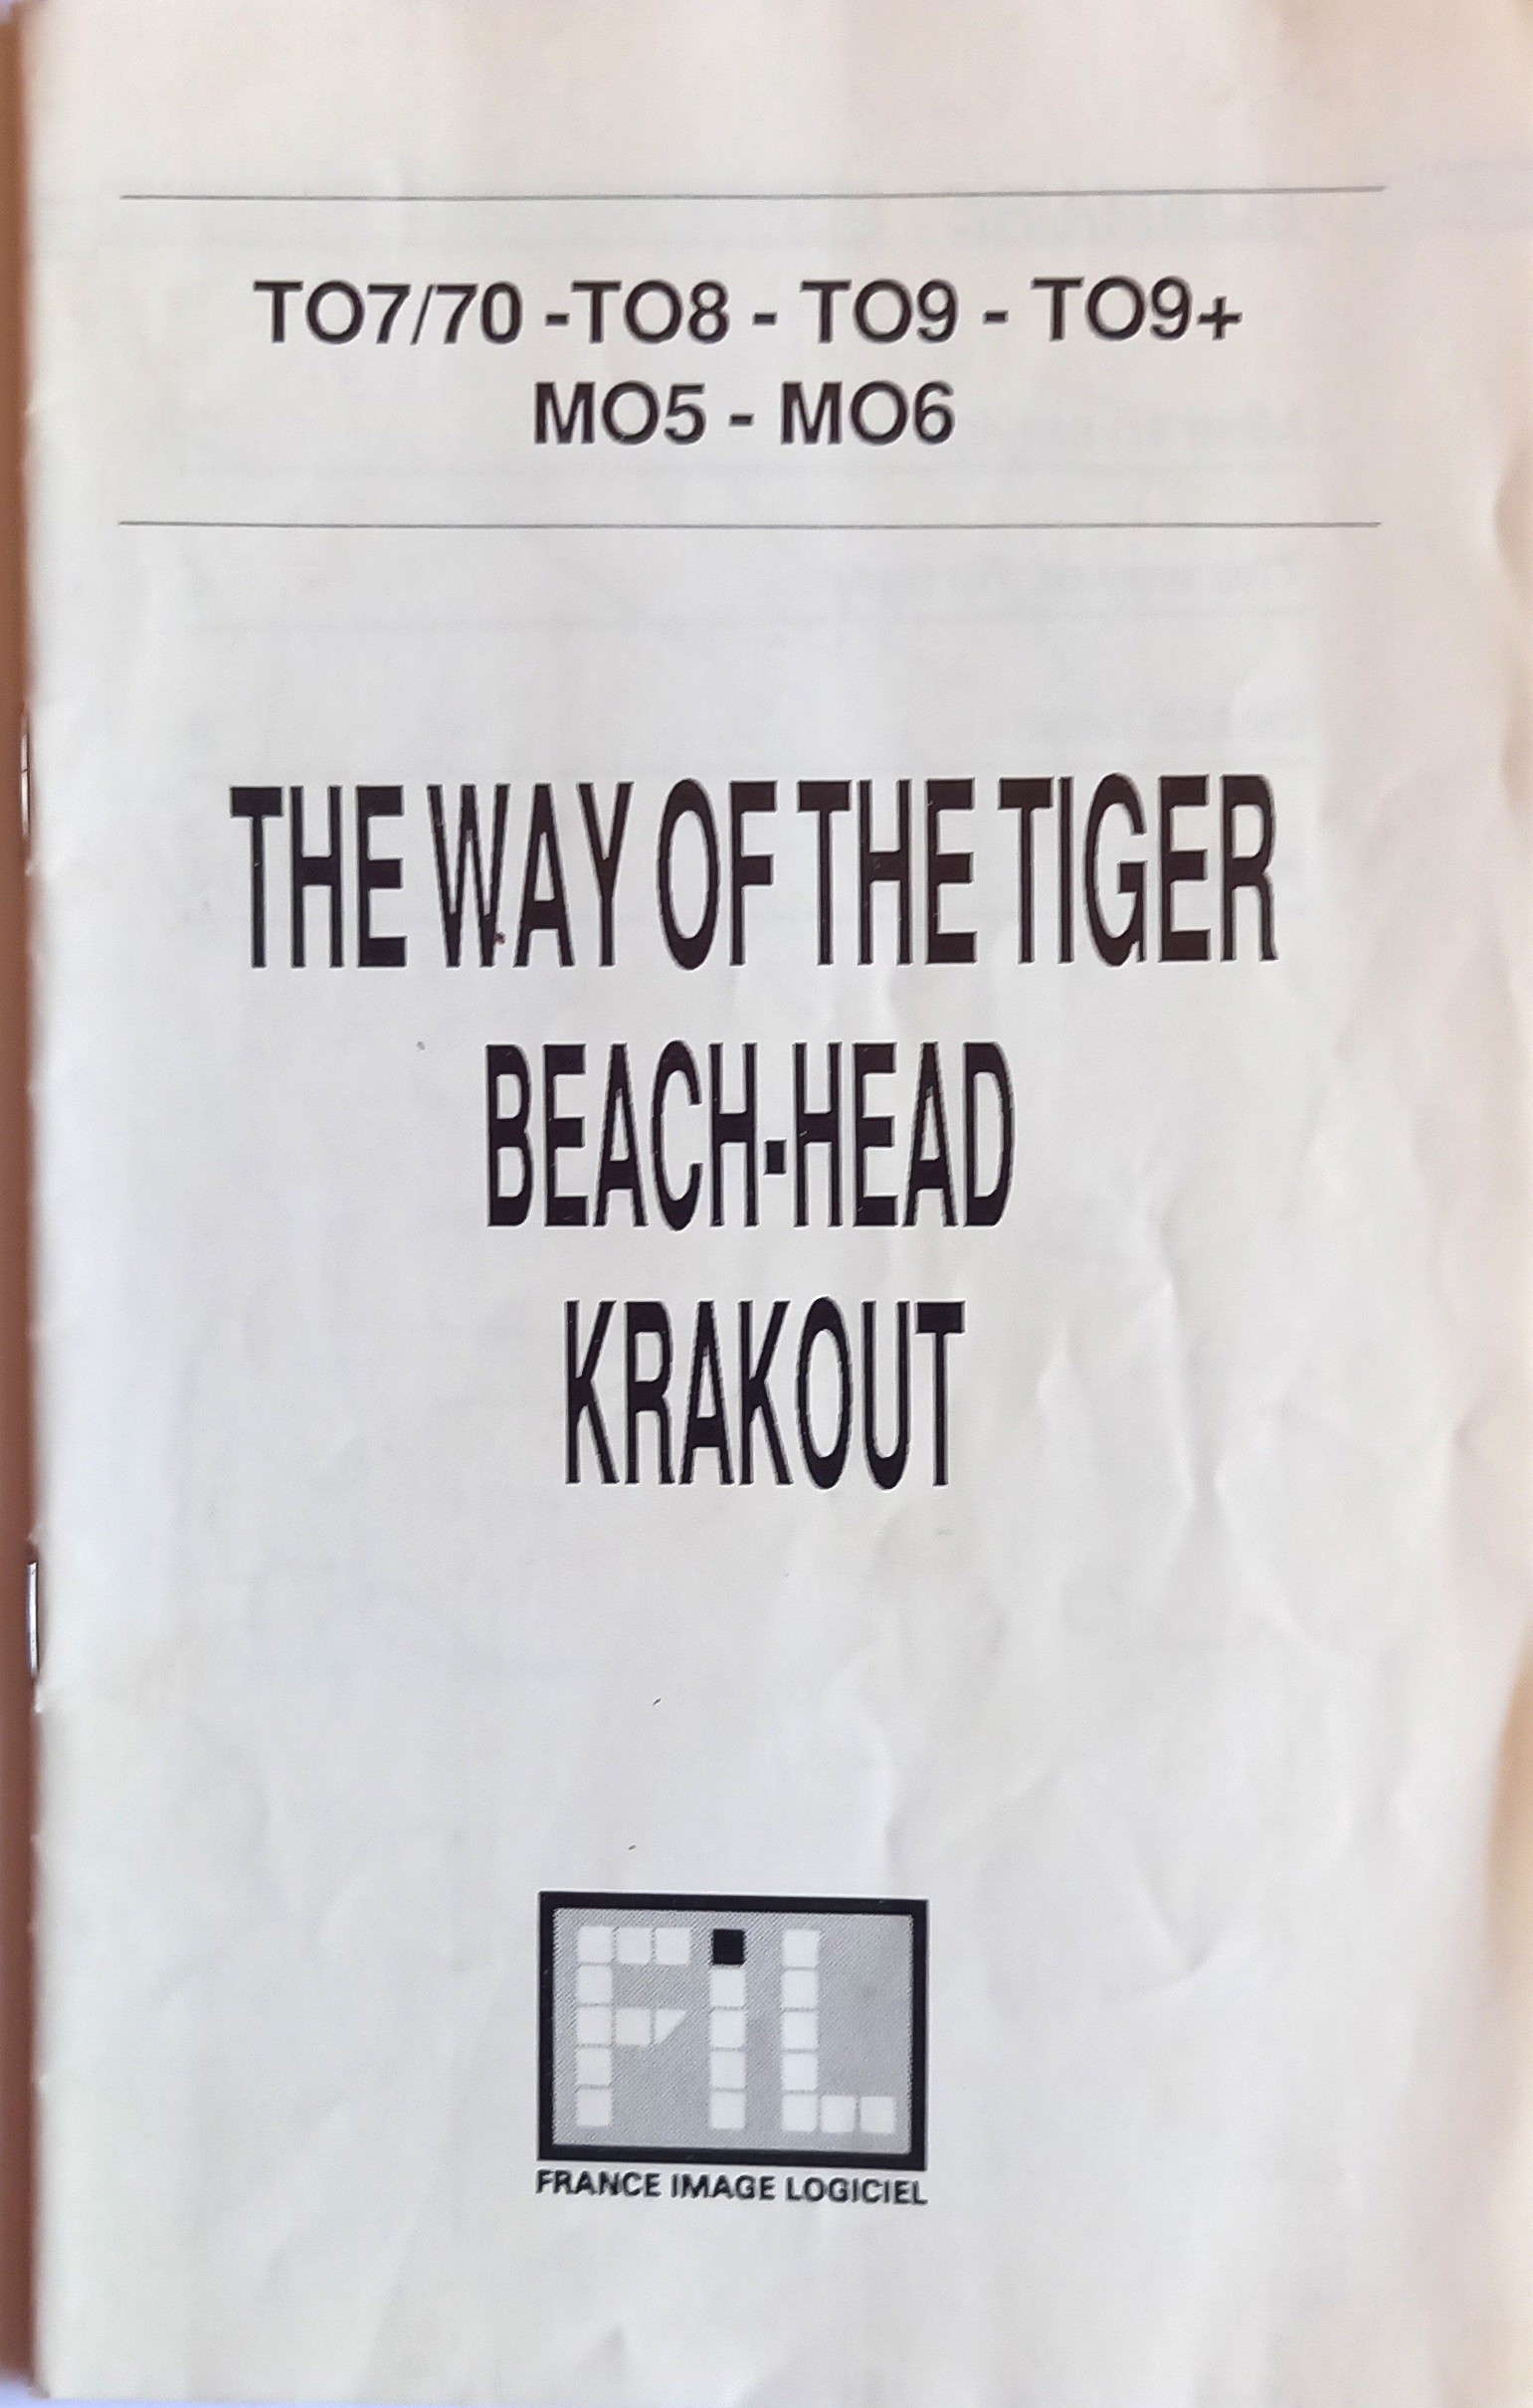 TO7/70 -TO8 - TO9 - TO9+
MO5 - MO6
THE WAY OF THE TIGER
BEACH-HEAD
KRAKOUT
FIL
FRANCE IMAGE LOGICIEL